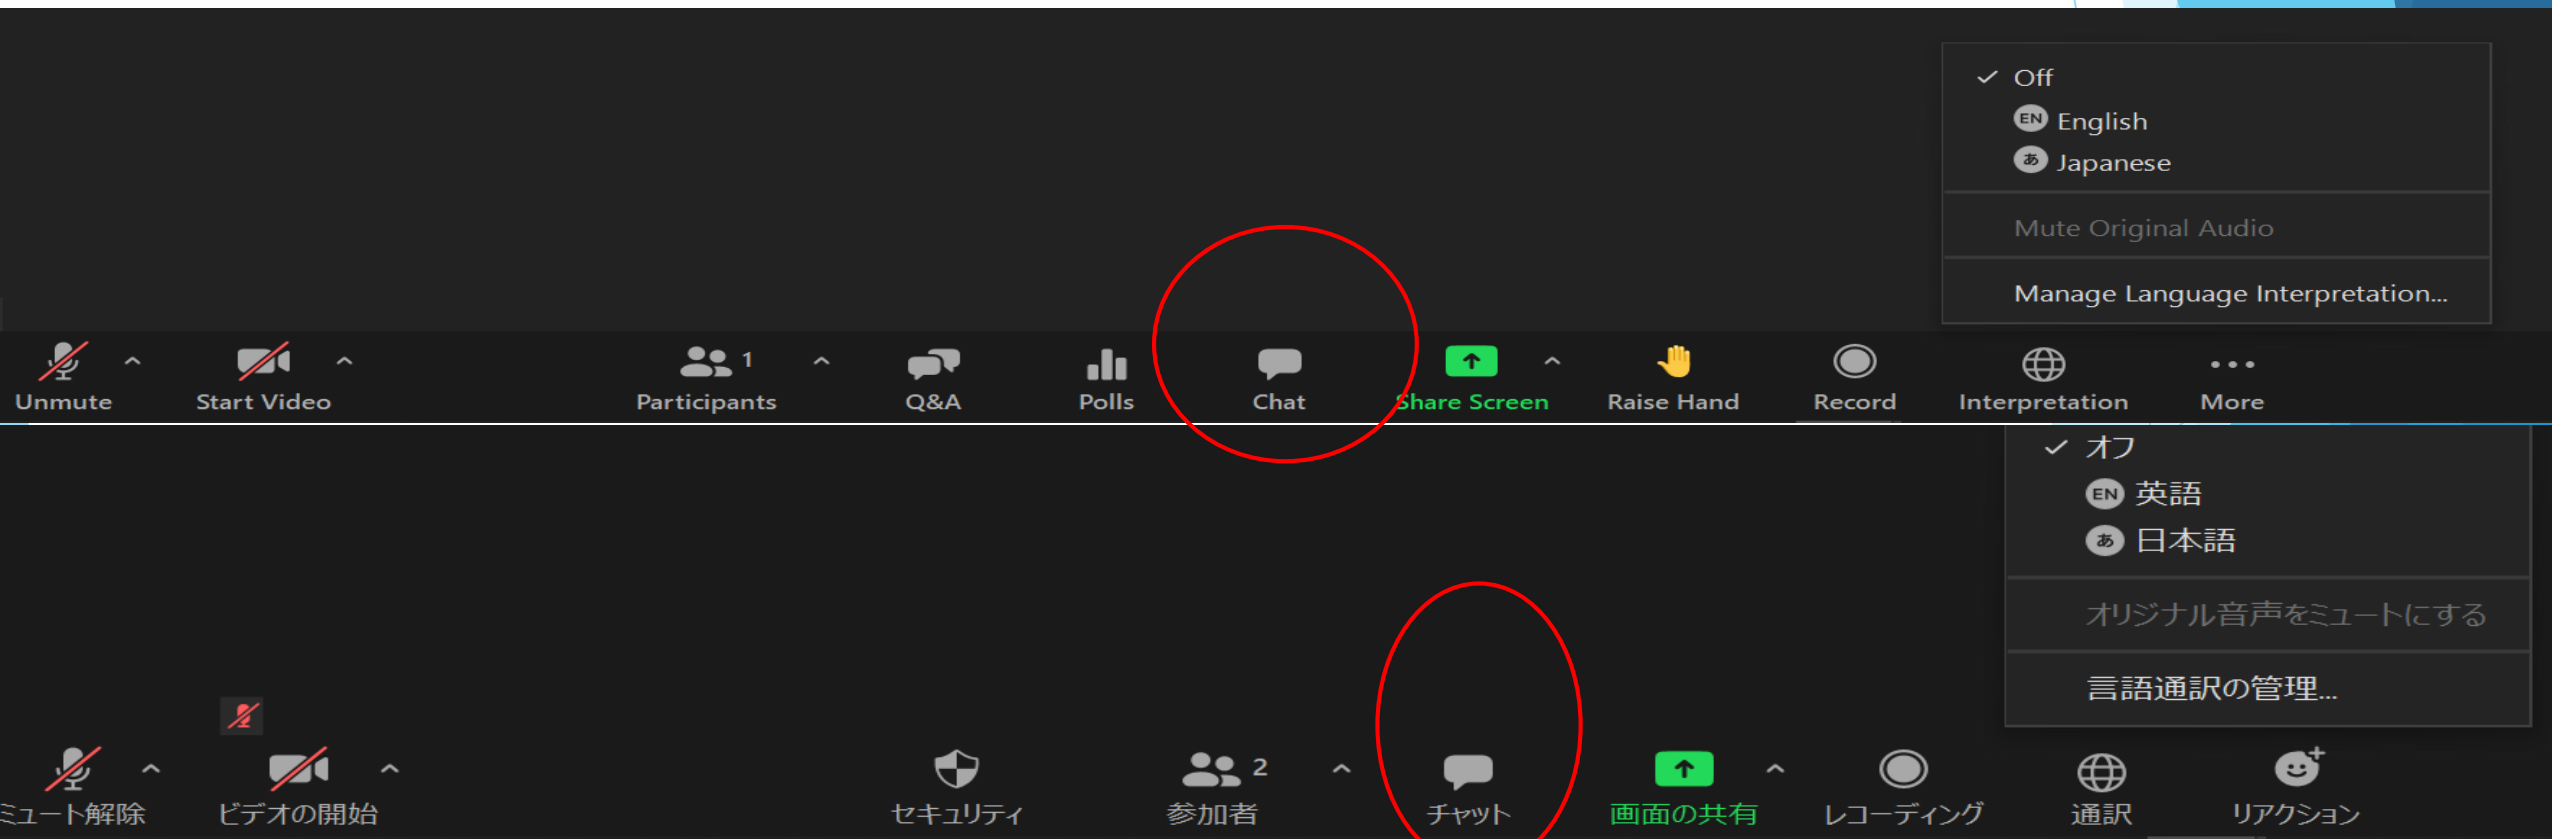 Off
EN English
あ Japanese
Mute Original Audio
Manage Language Interpretation...
Unmute Start Video Participants 1 Q&A Polls Chat Share Screen Raise Hand Record Interpretation More
オフ
EN 英語
あ 日本語
オリジナル音声をミュートにする
言語通訳の管理...
ミュート解除 ビデオの開始 セキュリティ 参加者 2 チャット 画面の共有 レコーディング 通訳 リアクション